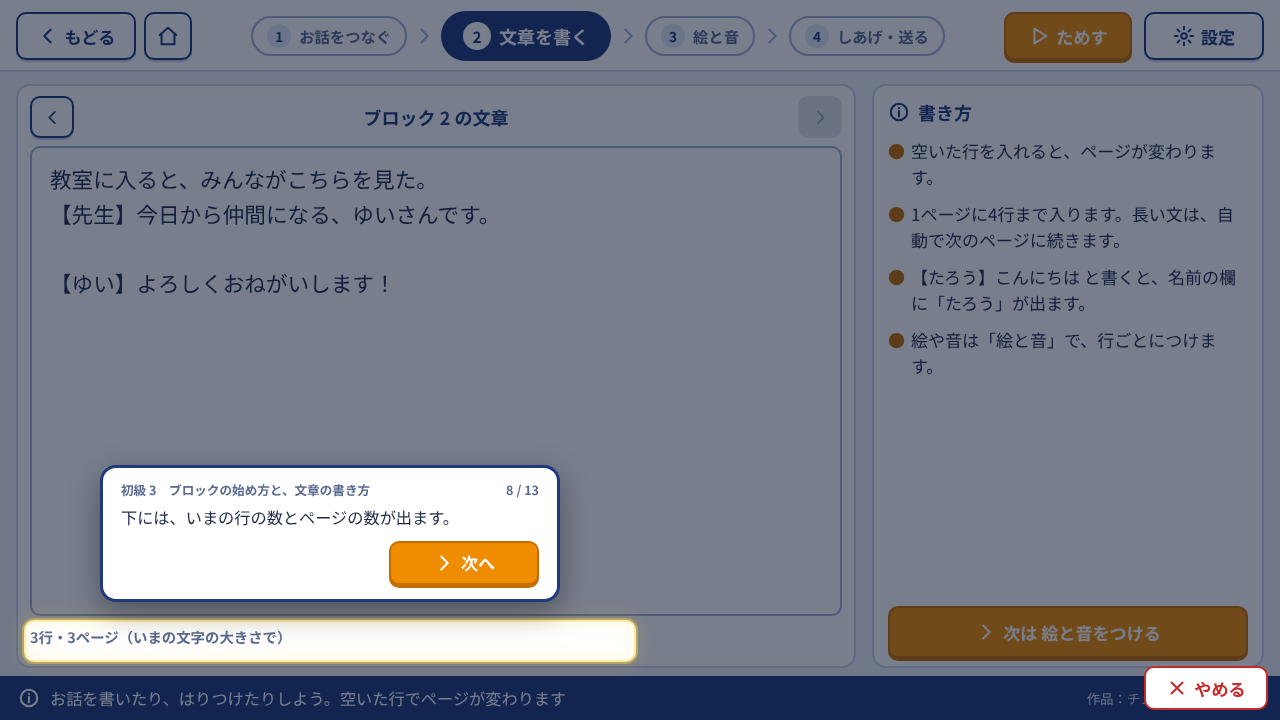 もどる
1 お話をつなぐ
2 文章を書く
3 絵と音
4 しあげ・送る
ためす
設定
ブロック 2 の文章
教室に入ると、みんながこちらを見た。
【先生】今日から仲間になる、ゆいさんです。
【ゆい】よろしくおねがいします！
初級 3　ブロックの始め方と、文章の書き方
8 / 13
下には、いまの行の数とページの数が出ます。
次へ
3行・3ページ（いまの文字の大きさで）
書き方
空いた行を入れると、ページが変わりま
す。
1ページに4行まで入ります。長い文は、自
動で次のページに続きます。
【たろう】こんにちは と書くと、名前の欄
に「たろう」が出ます。
絵や音は「絵と音」で、行ごとにつけま
す。
次は 絵と音をつける
お話を書いたり、はりつけたりしよう。空いた行でページが変わります
作品：チ
やめる